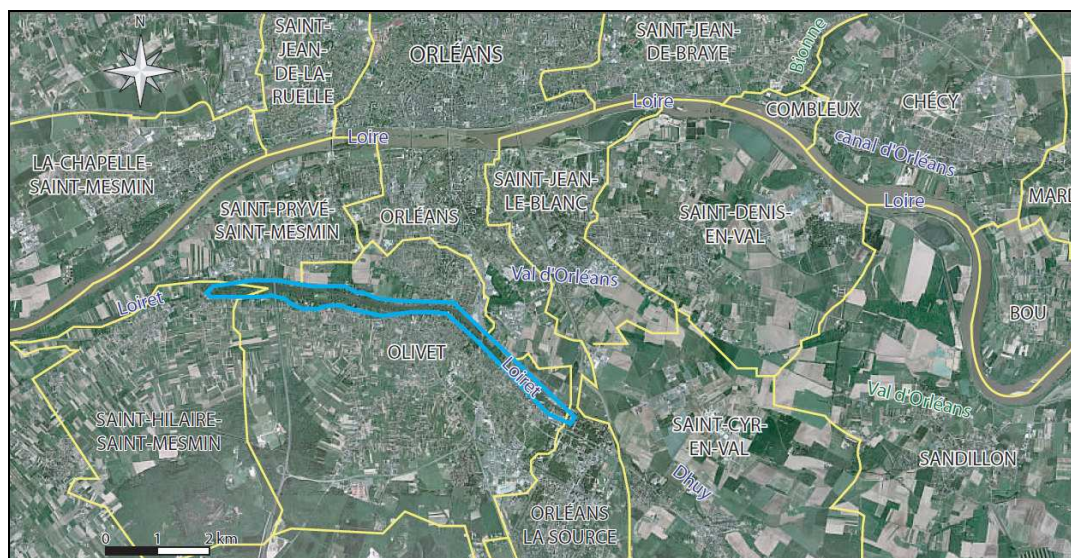 N
SAINT-
JEAN-
DE-LA-
RUELLE
ORLÉANS
SAINT-JEAN-
DE-BRAYE
Bionne
COMBLEUX
CHÉCY
Loire
Loire
canal d'Orléans
LA-CHAPELLE-
SAINT-MESMIN
SAINT-JEAN-
LE-BLANC
SAINT-PRYVÉ-
SAINT-MESMIN
ORLÉANS
SAINT-DENIS-
EN-VAL
Loire
MARD
Val d'Orléans
Loiret
BOU
OLIVET
Loiret
Val d'Orléans
SAINT-HILAIRE-
SAINT-MESMIN
SAINT-CYR-
EN-VAL
SANDILLON
Dhuy
ORLÉANS
LA SOURCE
0 1 2 km